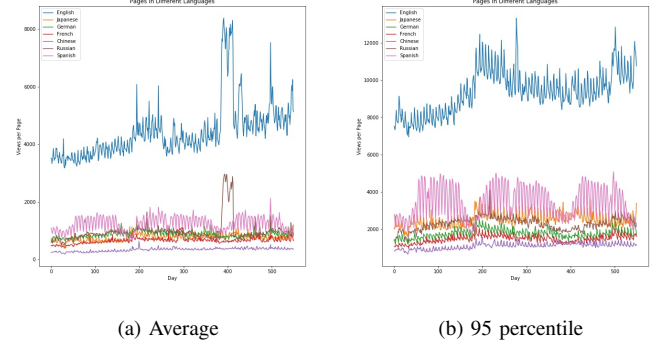 Pages in Different Languages
English
Japanese
German
French
Chinese
Russian
Spanish
8000
6000
4000
2000
0
Views per Page
0
100
200
300
400
500
Day
(a) Average
Pages in Different Languages
English
Japanese
German
French
Chinese
Russian
Spanish
12000
10000
8000
6000
4000
2000
Views per Page
0
100
200
300
400
500
Day
(b) 95 percentile